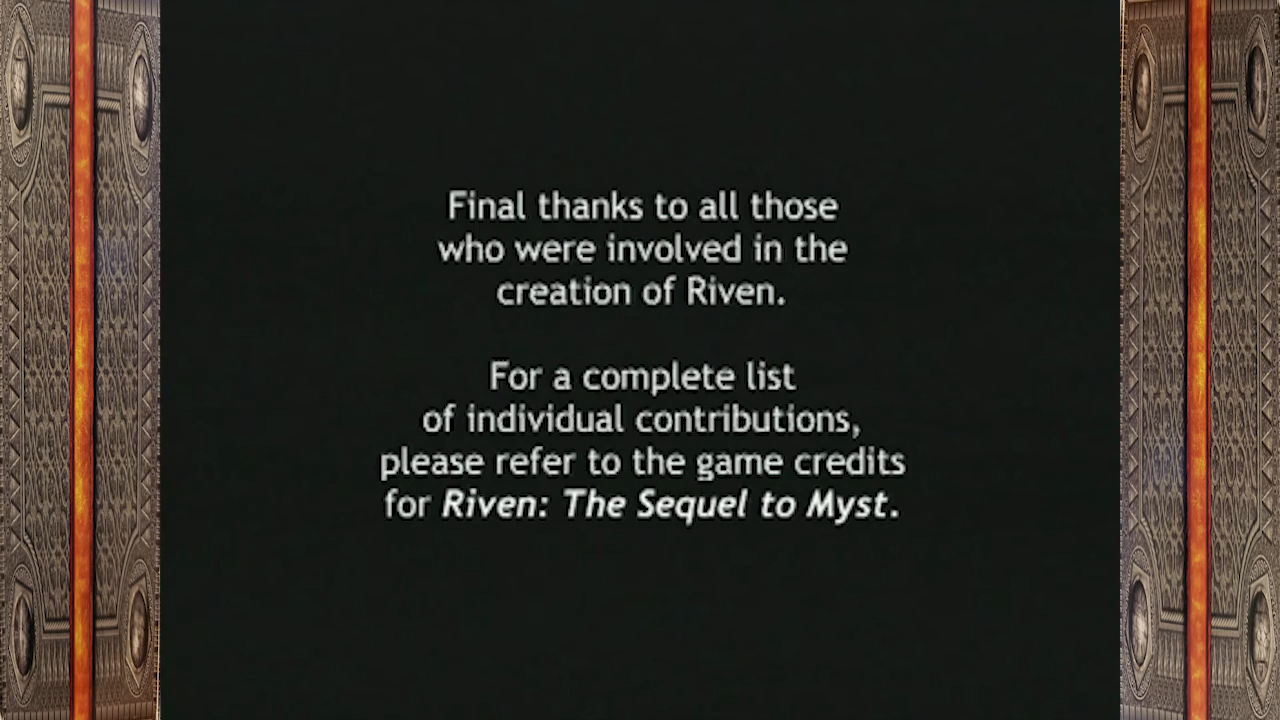 Final thanks to all those
who were involved in the
creation of Riven.
For a complete list
of individual contributions,
please refer to the game credits
for Riven: The Sequel to Myst.